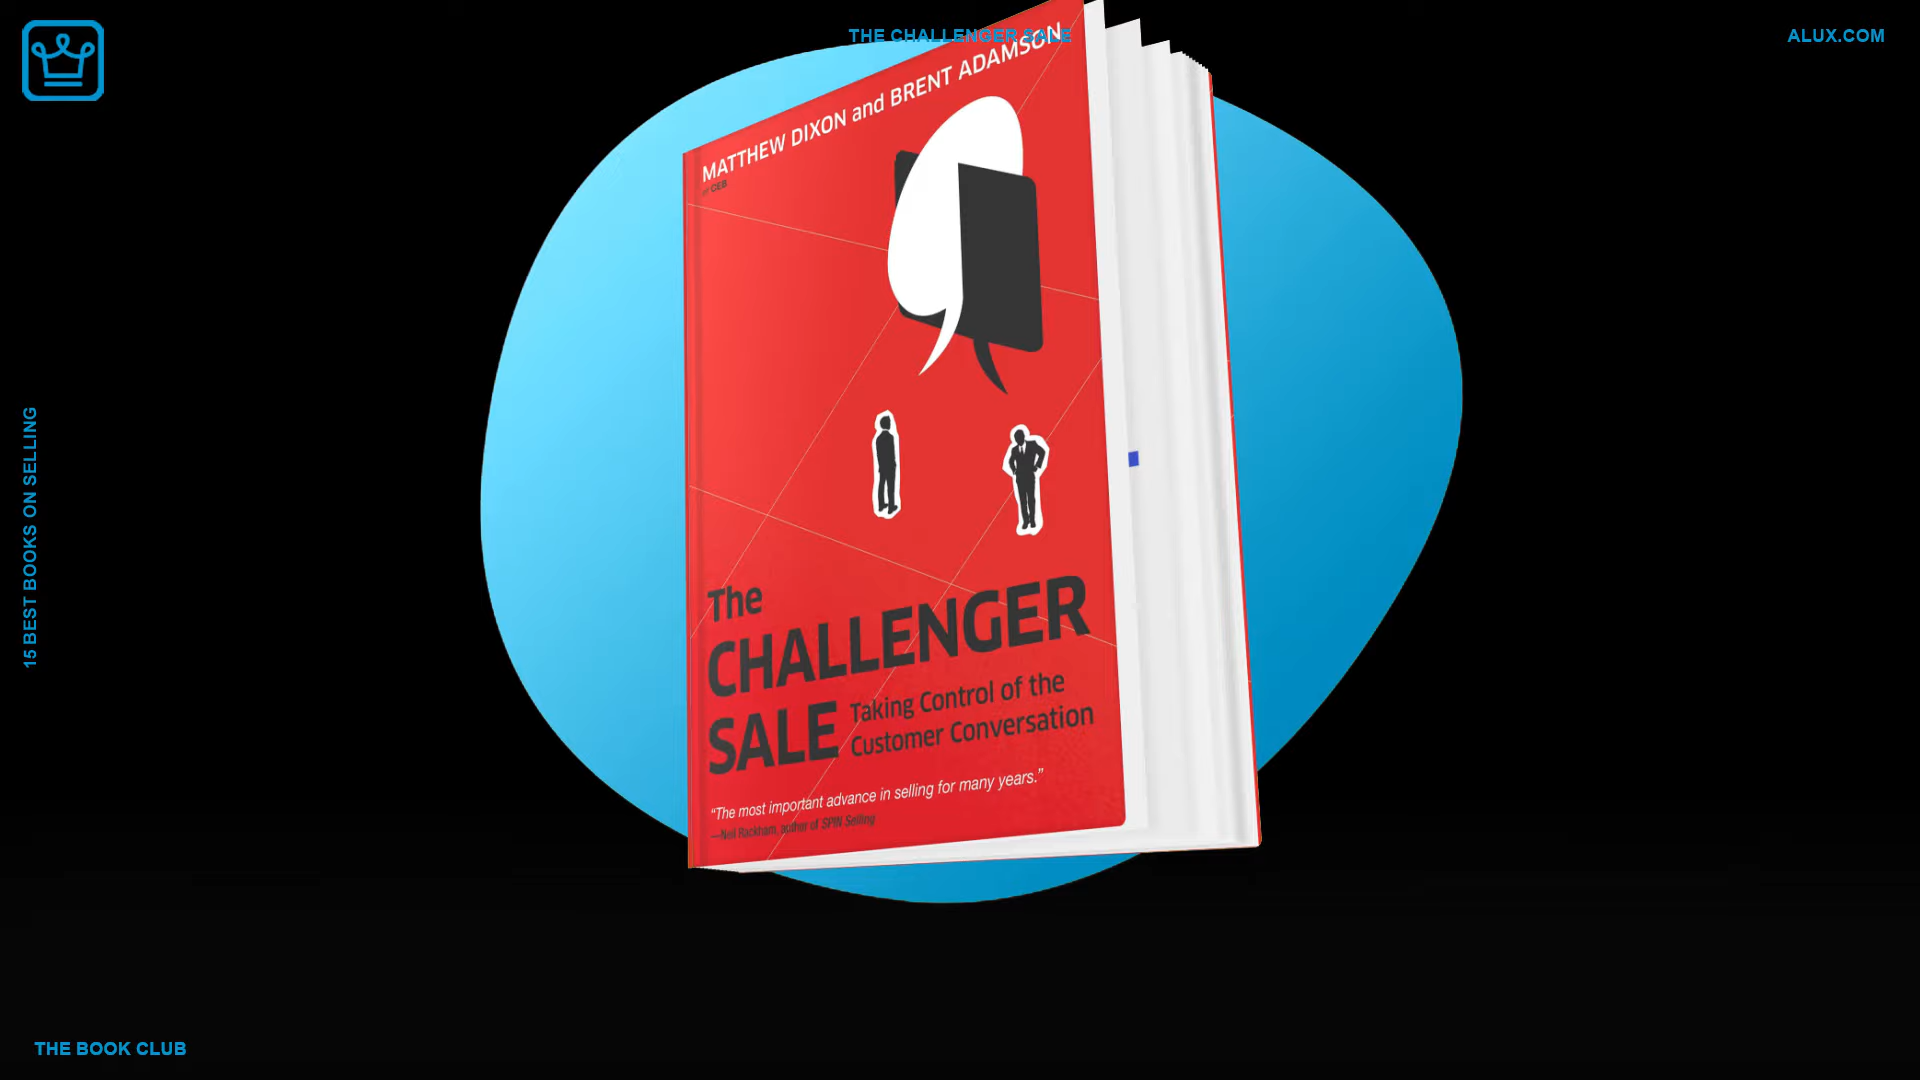 THE CHALLENGER SALE
ALUX.COM
MATTHEW DIXON and BRENT ADAMSON
of CEB
15 BEST BOOKS ON SELLING
The
CHALLENGER
SALE
Taking Control of the
Customer Conversation
“The most important advance in selling for many years.”
—Neil Rackham, author of SPIN Selling
THE BOOK CLUB